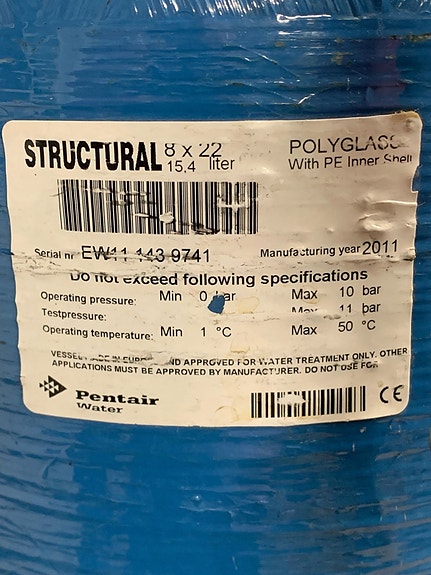 STRUCTURAL 8 x 22 POLYGLASS
15,4 liter With PE Inner Shell
Serial nr EW11 143 9741 Manufacturing year 2011
Do not exceed following specifications
Operating pressure: Min 0 bar Max 10 bar
Testpressure: Max 11 bar
Operating temperature: Min 1 °C Max 50 °C
VESSEL MADE IN EUROPE AND APPROVED FOR WATER TREATMENT ONLY. OTHER
APPLICATIONS MUST BE APPROVED BY MANUFACTURER. DO NOT USE FOR
Pentair
Water
CE